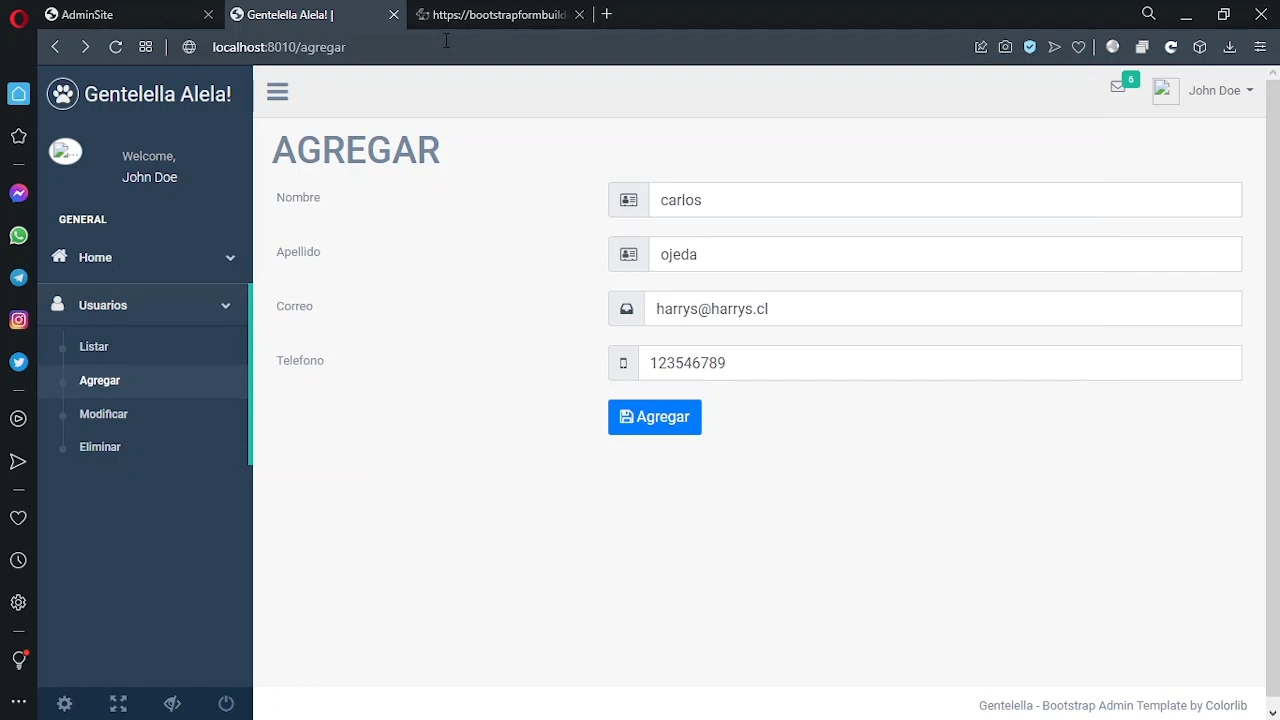 AdminSite
Gentelella Alela! |
https://bootstrapformbuild
localhost:8010/agregar
Gentelella Alela!
Welcome,
John Doe
GENERAL
Home
Usuarios
Listar
Agregar
Modificar
Eliminar
6
John Doe
AGREGAR
Nombre
carlos
Apellido
ojeda
Correo
harrys@harrys.cl
Telefono
123546789
Agregar
Gentelella - Bootstrap Admin Template by Colorlib